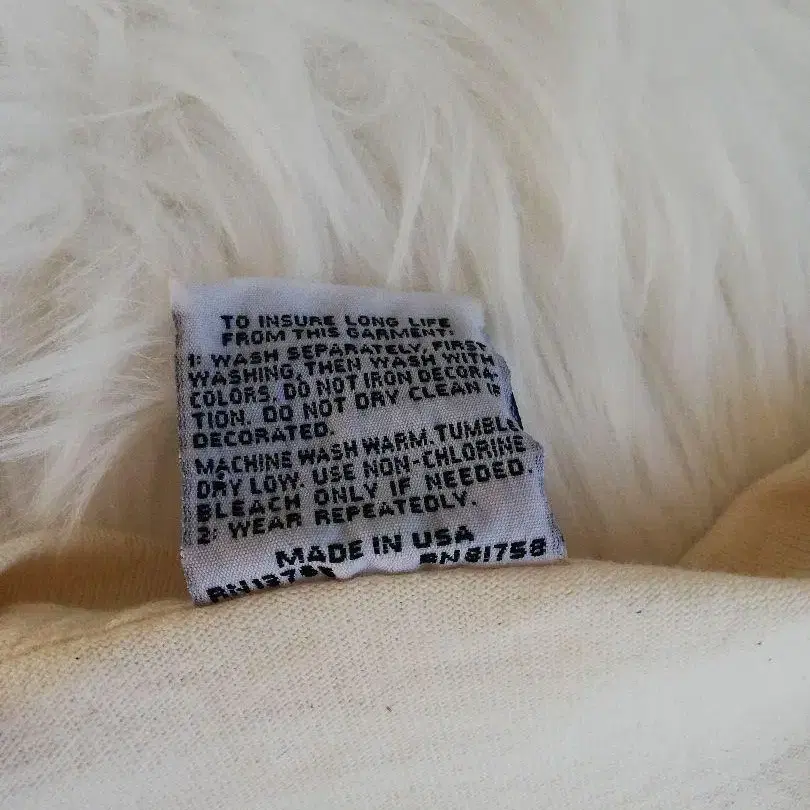 TO INSURE LONG LIFE
FROM THIS GARMENT:
1: WASH SEPARATELY, FIRST
WASHING, THEN WASH WITH
COLORS, DO NOT IRON DECORA-
TION. DO NOT DRY CLEAN IF
DECORATED.
MACHINE WASH WARM. TUMBLE
DRY LOW. USE NON-CHLORINE
BLEACH ONLY IF NEEDED.
2: WEAR REPEATEDLY.
MADE IN USA
RN 81758